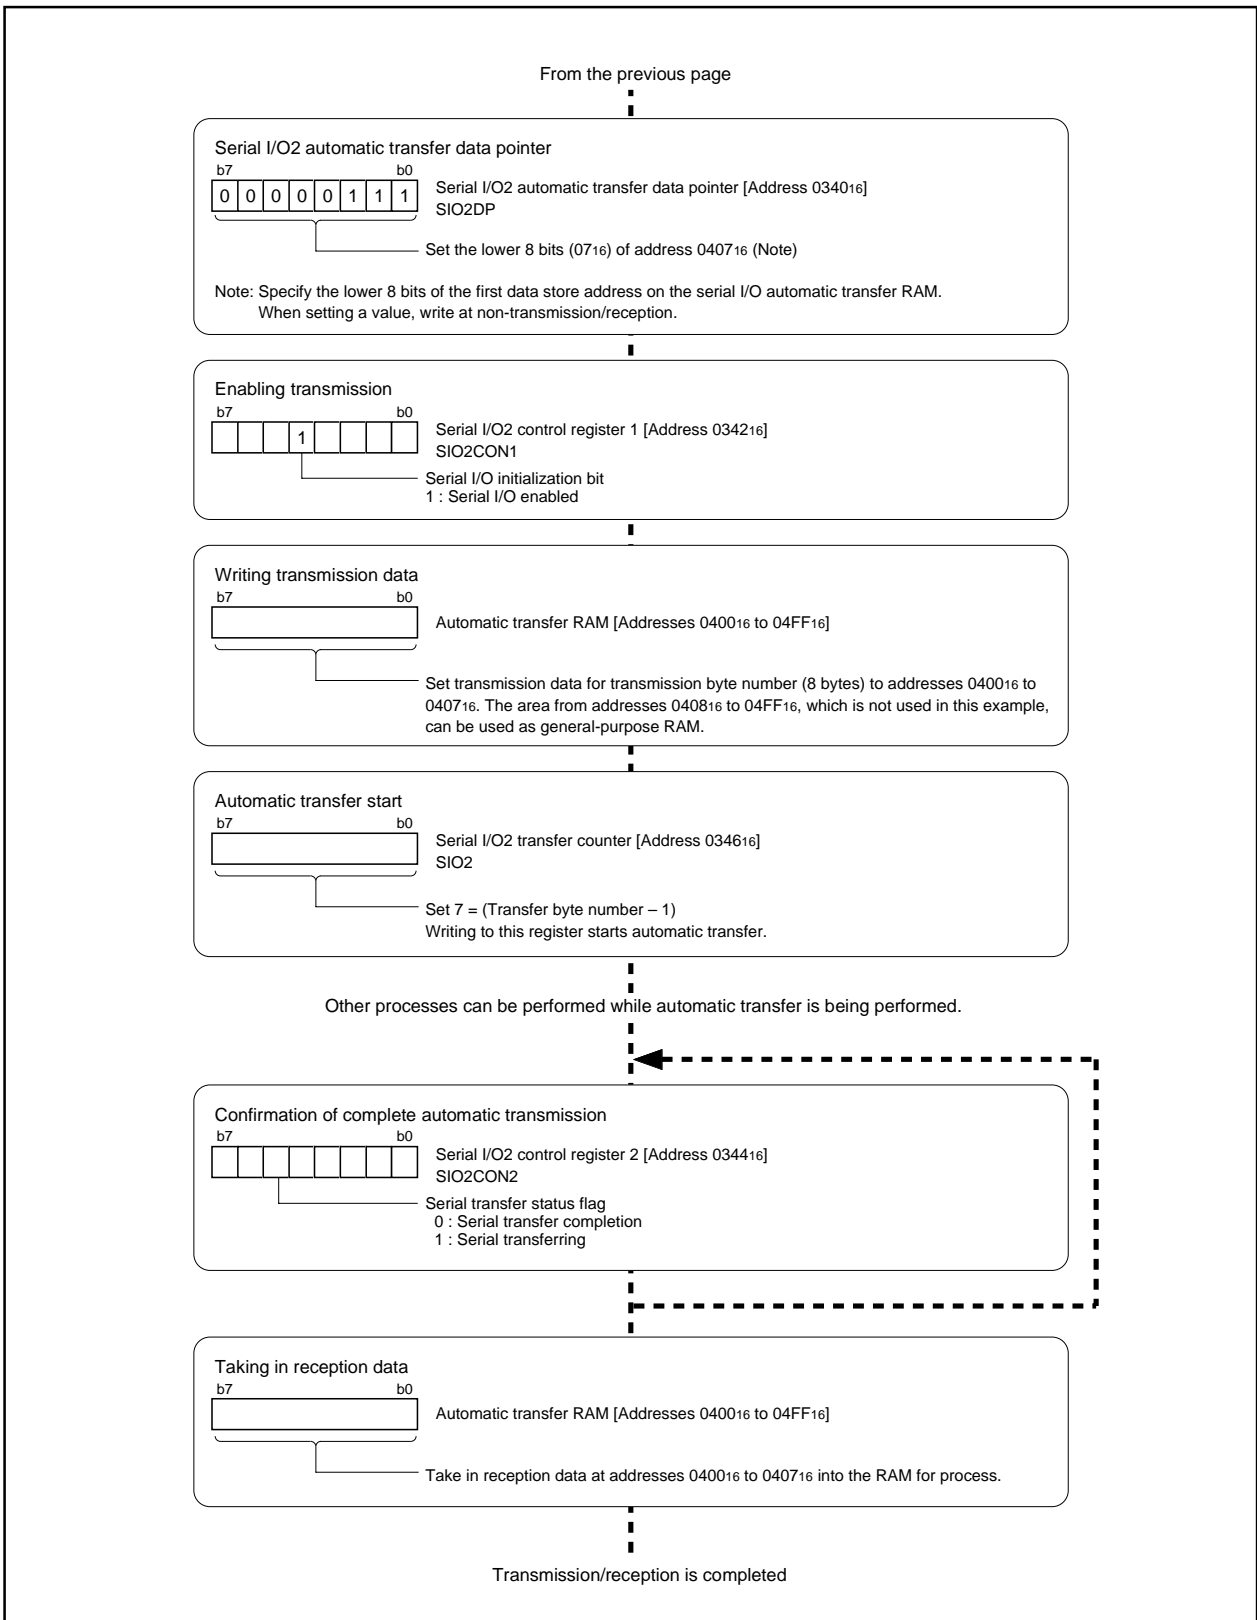 From the previous page
Serial I/O2 automatic transfer data pointer
b7 b0
0 0 0 0 0 1 1 1
Serial I/O2 automatic transfer data pointer [Address 034016]
SIO2DP
Set the lower 8 bits (0716) of address 040716 (Note)
Note: Specify the lower 8 bits of the first data store address on the serial I/O automatic transfer RAM.
When setting a value, write at non-transmission/reception.
Enabling transmission
b7 b0
1
Serial I/O2 control register 1 [Address 034216]
SIO2CON1
Serial I/O initialization bit
1 : Serial I/O enabled
Writing transmission data
b7 b0
Automatic transfer RAM [Addresses 040016 to 04FF16]
Set transmission data for transmission byte number (8 bytes) to addresses 040016 to
040716. The area from addresses 040816 to 04FF16, which is not used in this example,
can be used as general-purpose RAM.
Automatic transfer start
b7 b0
Serial I/O2 transfer counter [Address 034616]
SIO2
Set 7 = (Transfer byte number – 1)
Writing to this register starts automatic transfer.
Other processes can be performed while automatic transfer is being performed.
Confirmation of complete automatic transmission
b7 b0
Serial I/O2 control register 2 [Address 034416]
SIO2CON2
Serial transfer status flag
0 : Serial transfer completion
1 : Serial transferring
Taking in reception data
b7 b0
Automatic transfer RAM [Addresses 040016 to 04FF16]
Take in reception data at addresses 040016 to 040716 into the RAM for process.
Transmission/reception is completed